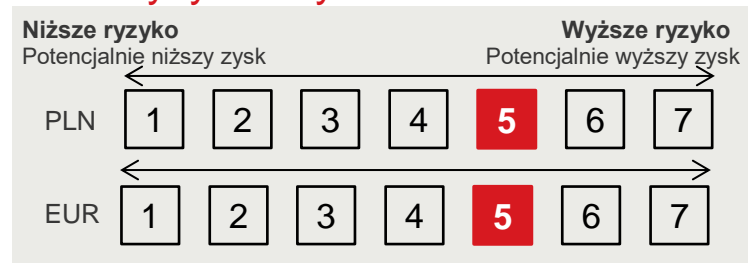 Niższe ryzyko Wyższe ryzyko
Potencjalnie niższy zysk Potencjalnie wyższy zysk
PLN 1 2 3 4 5 6 7
EUR 1 2 3 4 5 6 7